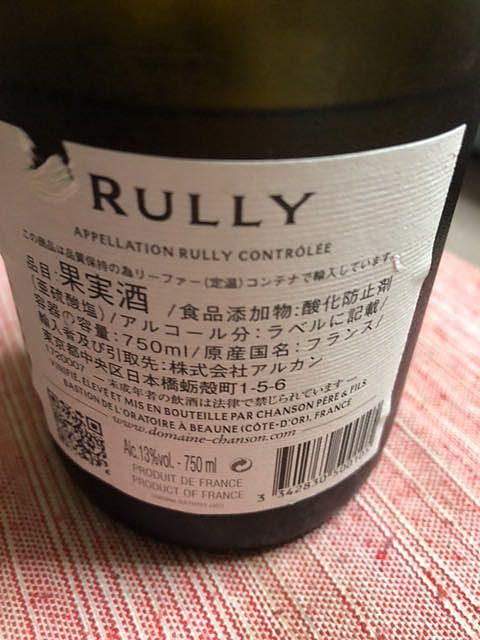 RULLY
APPELLATION RULLY CONTRÔLÉE
この商品は品質保持の為リーファー(定温)コンテナで輸入しています。
品目:果実酒 /食品添加物:酸化防止剤
(亜硫酸塩)/アルコール分:ラベルに記載/
容器の容量:750ml/原産国名:フランス/
輸入者及び引取先:株式会社アルカン
東京都中央区日本橋蛎殻町1-5-6
172007 未成年者の飲酒は法律で禁じられています
VINIFIÉ, ÉLEVÉ ET MIS EN BOUTEILLE PAR CHANSON PÈRE & FILS
BASTION DE L'ORATOIRE À BEAUNE (CÔTE-D'OR), FRANCE
www.domaine-chanson.com
Alc.13%vol. - 750 ml
PRODUIT DE FRANCE
PRODUCT OF FRANCE
3 342830